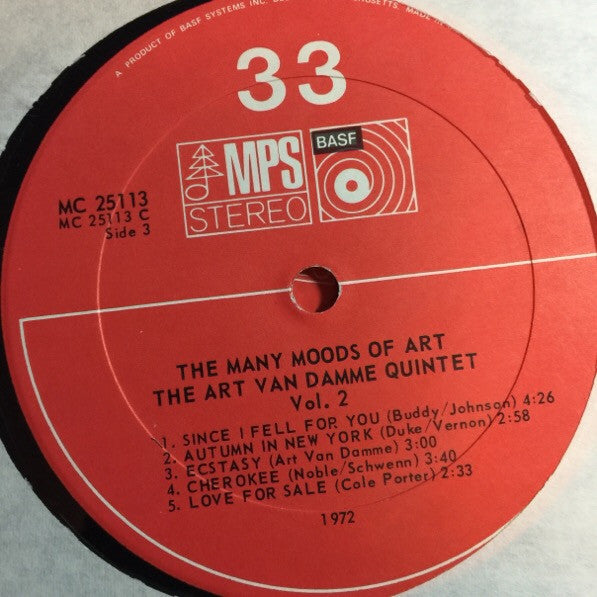 A PRODUCT OF BASF SYSTEMS INC.
MADE IN
33
MPS
STEREO
BASF
MC 25113
MC 25113 C
Side 3
THE MANY MOODS OF ART
THE ART VAN DAMME QUINTET
Vol. 2
1. SINCE I FELL FOR YOU (Buddy/Johnson) 4:26
2. AUTUMN IN NEW YORK (Duke/Vernon) 2:58
3. ECSTASY (Art Van Damme) 3:00
4. CHEROKEE (Noble/Schwenn) 3:40
5. LOVE FOR SALE (Cole Porter) 2:33
1972